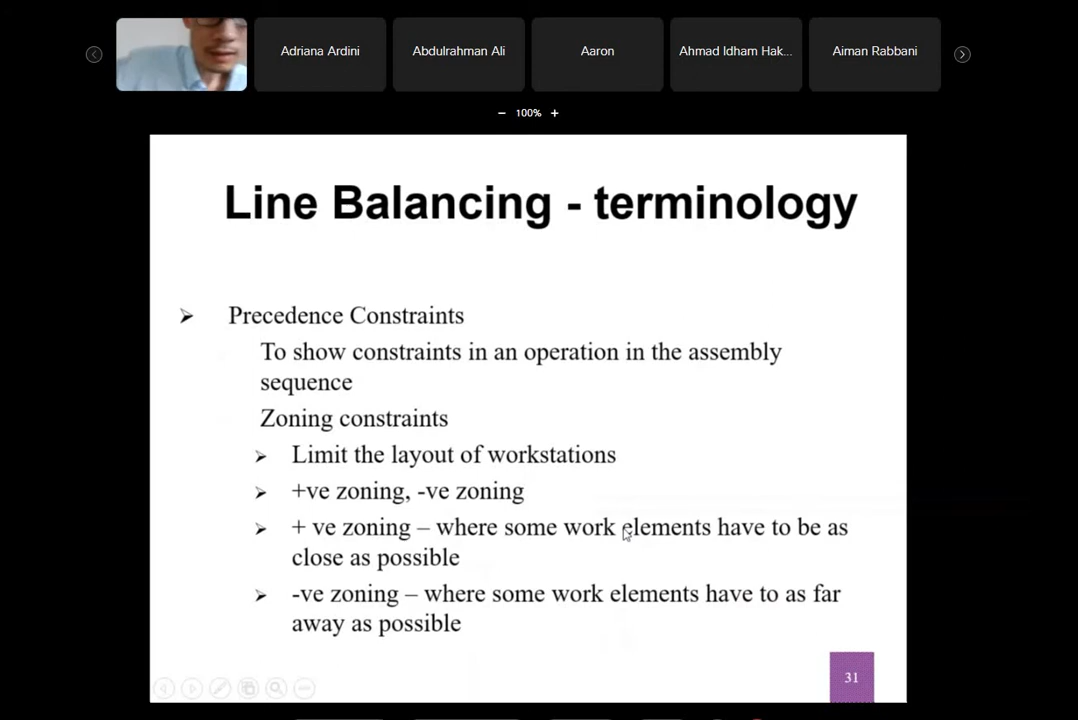 Adriana Ardini
Abdulrahman Ali
Aaron
Ahmad Idham Hak...
Aiman Rabbani
− 100% +
Line Balancing - terminology
➢ Precedence Constraints
To show constraints in an operation in the assembly
sequence
Zoning constraints
➢ Limit the layout of workstations
➢ +ve zoning, -ve zoning
➢ + ve zoning – where some work elements have to be as
close as possible
➢ -ve zoning – where some work elements have to as far
away as possible
31